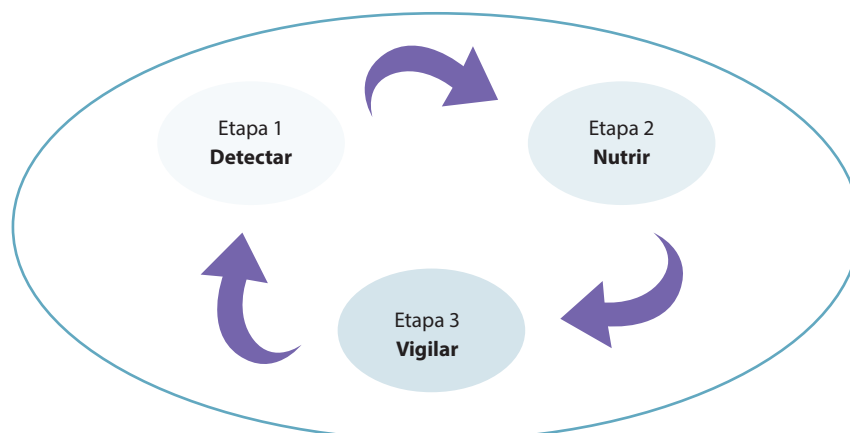 Etapa 1
Detectar
Etapa 2
Nutrir
Etapa 3
Vigilar